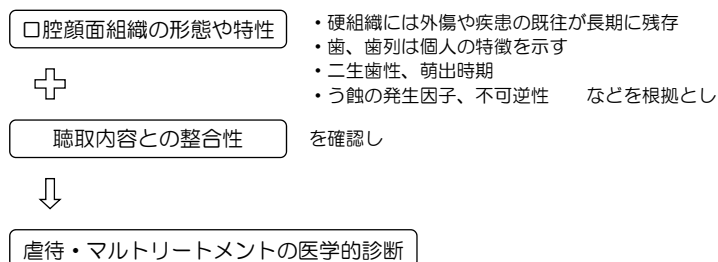 口腔顔面組織の形態や特性
・硬組織には外傷や疾患の既往が長期に残存
・歯、歯列は個人の特徴を示す
・二生歯性、萌出時期
・う蝕の発生因子、不可逆性　　などを根拠とし
聴取内容との整合性　を確認し
虐待・マルトリートメントの医学的診断